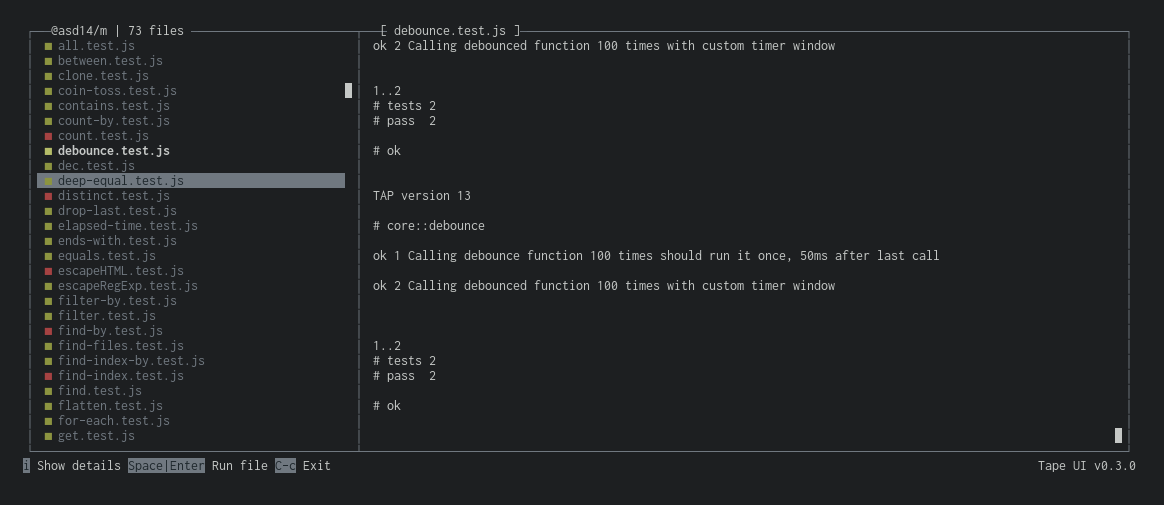 @asd14/m | 73 files
all.test.js
between.test.js
clone.test.js
coin-toss.test.js
contains.test.js
count-by.test.js
count.test.js
debounce.test.js
dec.test.js
deep-equal.test.js
distinct.test.js
drop-last.test.js
elapsed-time.test.js
ends-with.test.js
equals.test.js
escapeHTML.test.js
escapeRegExp.test.js
filter-by.test.js
filter.test.js
find-by.test.js
find-files.test.js
find-index-by.test.js
find-index.test.js
find.test.js
flatten.test.js
for-each.test.js
get.test.js
[ debounce.test.js ]
ok 2 Calling debounced function 100 times with custom timer window
1..2
# tests 2
# pass  2
# ok
TAP version 13
# core::debounce
ok 1 Calling debounce function 100 times should run it once, 50ms after last call
ok 2 Calling debounced function 100 times with custom timer window
1..2
# tests 2
# pass  2
# ok
i Show details Space|Enter Run file C-c Exit
Tape UI v0.3.0